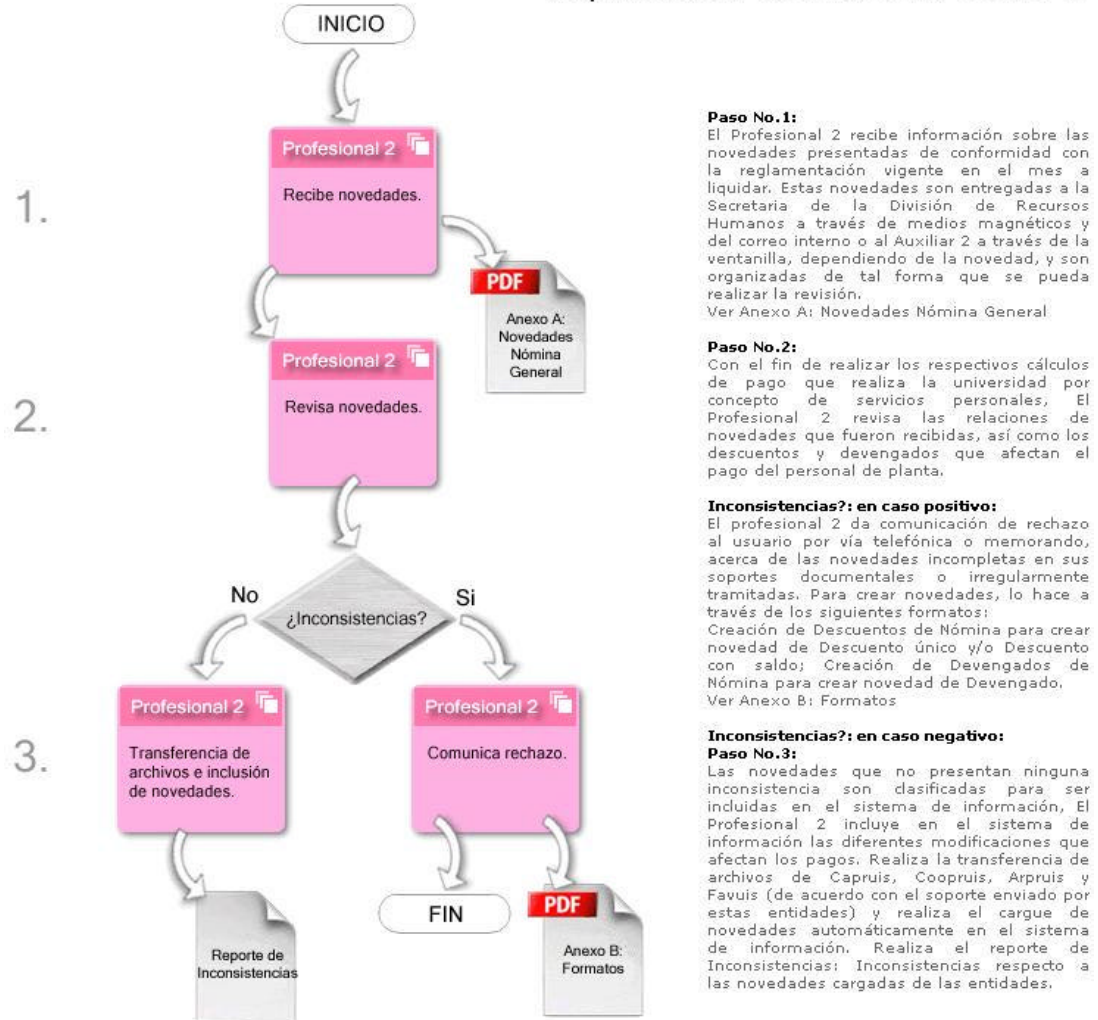 INICIO
1.
Profesional 2
Recibe novedades.
PDF
Anexo A:
Novedades
Nómina
General
2.
Profesional 2
Revisa novedades.
No
¿Inconsistencias?
Si
3.
Profesional 2
Transferencia de
archivos e inclusión
de novedades.
Profesional 2
Comunica rechazo.
Reporte de
Inconsistencias
FIN
PDF
Anexo B:
Formatos
Paso No.1:
El Profesional 2 recibe información sobre las
novedades presentadas de conformidad con
la reglamentación vigente en el mes a
liquidar. Estas novedades son entregadas a la
Secretaria de la División de Recursos
Humanos a través de medios magnéticos y
del correo interno o al Auxiliar 2 a través de la
ventanilla, dependiendo de la novedad, y son
organizadas de tal forma que se pueda
realizar la revisión.
Ver Anexo A: Novedades Nómina General
Paso No.2:
Con el fin de realizar los respectivos cálculos
de pago que realiza la universidad por
concepto de servicios personales, El
Profesional 2 revisa las relaciones de
novedades que fueron recibidas, así como los
descuentos y devengados que afectan el
pago del personal de planta.
Inconsistencias?: en caso positivo:
El profesional 2 da comunicación de rechazo
al usuario por vía telefónica o memorando,
acerca de las novedades incompletas en sus
soportes documentales o irregularmente
tramitadas. Para crear novedades, lo hace a
través de los siguientes formatos:
Creación de Descuentos de Nómina para crear
novedad de Descuento único y/o Descuento
con saldo; Creación de Devengados de
Nómina para crear novedad de Devengado.
Ver Anexo B: Formatos
Inconsistencias?: en caso negativo:
Paso No.3:
Las novedades que no presentan ninguna
inconsistencia son clasificadas para ser
incluidas en el sistema de información, El
Profesional 2 incluye en el sistema de
información las diferentes modificaciones que
afectan los pagos. Realiza la transferencia de
archivos de Capruis, Coopruis, Arpruis y
Favuis (de acuerdo con el soporte enviado por
estas entidades) y realiza el cargue de
novedades automáticamente en el sistema
de información. Realiza el reporte de
Inconsistencias: Inconsistencias respecto a
las novedades cargadas de las entidades.